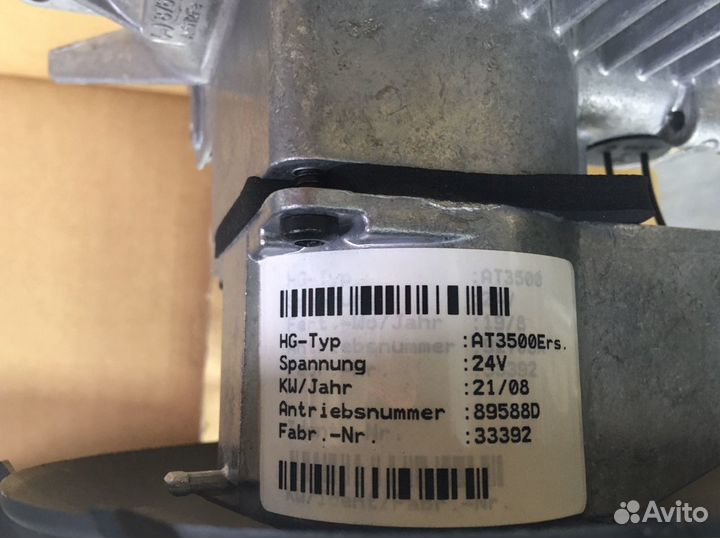 HG-Typ :AT3500Ers.
Spannung :24V
KW/Jahr :21/08
Antriebsnummer :89588D
Fabr.-Nr. :33392
Avito